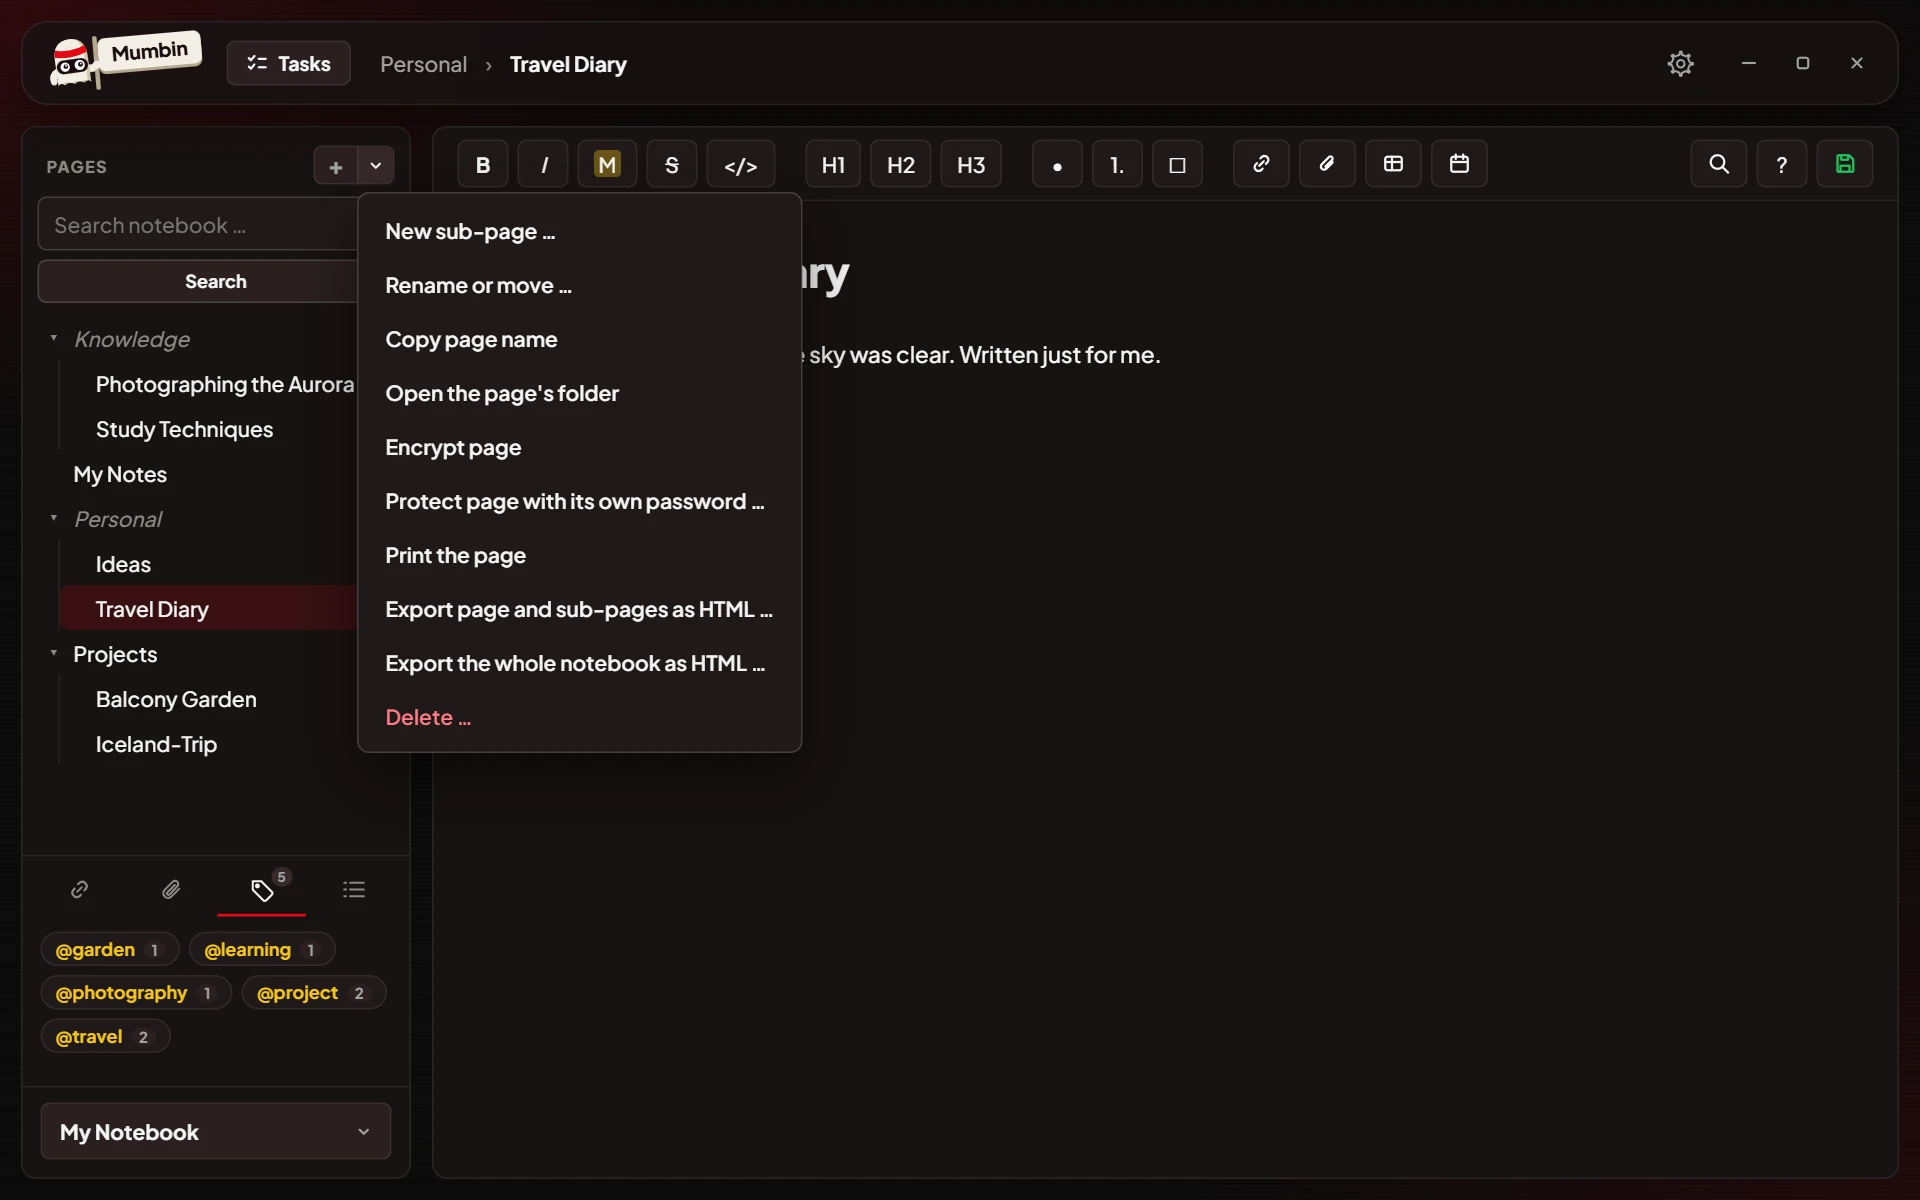 Mumbin
Tasks
Personal › Travel Diary
PAGES
+
B I M S </> H1 H2 H3 • 1. ?
Search notebook …
Search
Knowledge
Photographing the Aurora
Study Techniques
My Notes
Personal
Ideas
Travel Diary
Projects
Balcony Garden
Iceland-Trip
New sub-page …
Rename or move …
Copy page name
Open the page's folder
Encrypt page
Protect page with its own password …
Print the page
Export page and sub-pages as HTML …
Export the whole notebook as HTML …
Delete …
ry
sky was clear. Written just for me.
5
@garden 1
@learning 1
@photography 1
@project 2
@travel 2
My Notebook